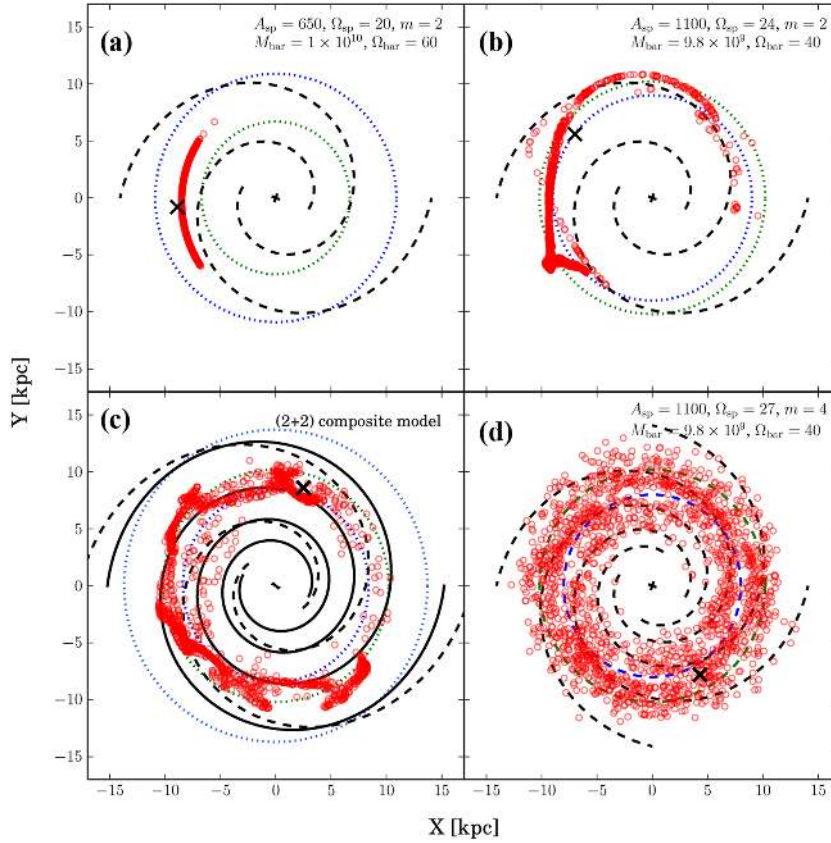 (a)
A_sp = 650, Ω_sp = 20, m = 2
M_bar = 1 × 10^10, Ω_bar = 60
(b)
A_sp = 1100, Ω_sp = 24, m = 2
M_bar = 9.8 × 10^9, Ω_bar = 40
15
10
5
0
−5
−10
−15
(c)
(2+2) composite model
(d)
A_sp = 1100, Ω_sp = 27, m = 4
M_bar = 9.8 × 10^9, Ω_bar = 40
15
10
5
0
−5
−10
−15
Y [kpc]
−15 −10 −5 0 5 10 15
−15 −10 −5 0 5 10 15
X [kpc]